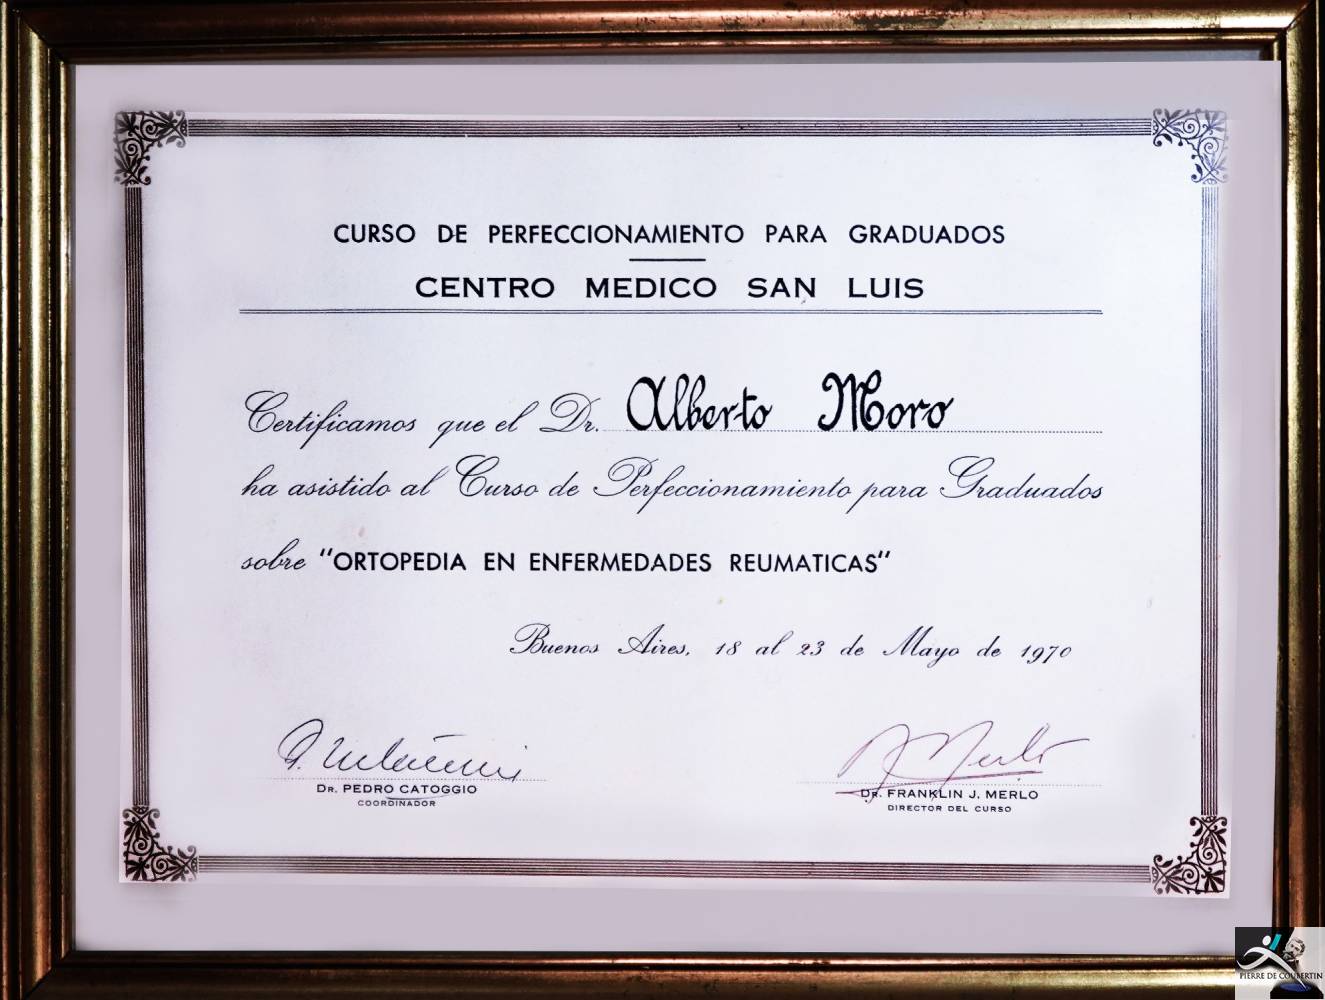 CURSO DE PERFECCIONAMIENTO PARA GRADUADOS
CENTRO MEDICO SAN LUIS
Certificamos que el Dr. Alberto Moro
ha asistido al Curso de Perfeccionamiento para Graduados
sobre "ORTOPEDIA EN ENFERMEDADES REUMATICAS"
Buenos Aires, 18 al 23 de Mayo de 1970
DR. PEDRO CATOGGIO
COORDINADOR
Merlo
DR. FRANKLIN J. MERLO
DIRECTOR DEL CURSO
PIERRE DE COUBERTIN